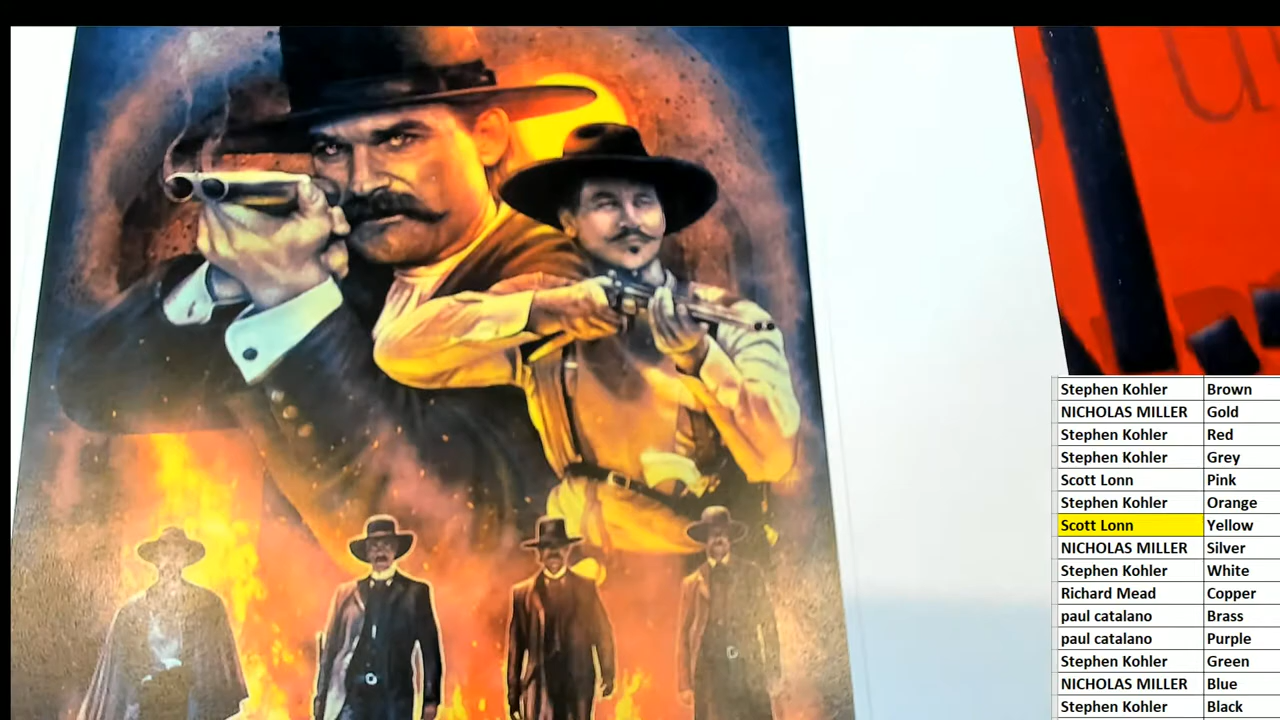 Stephen Kohler Brown
NICHOLAS MILLER Gold
Stephen Kohler Red
Stephen Kohler Grey
Scott Lonn Pink
Stephen Kohler Orange
Scott Lonn Yellow
NICHOLAS MILLER Silver
Stephen Kohler White
Richard Mead Copper
paul catalano Brass
paul catalano Purple
Stephen Kohler Green
NICHOLAS MILLER Blue
Stephen Kohler Black